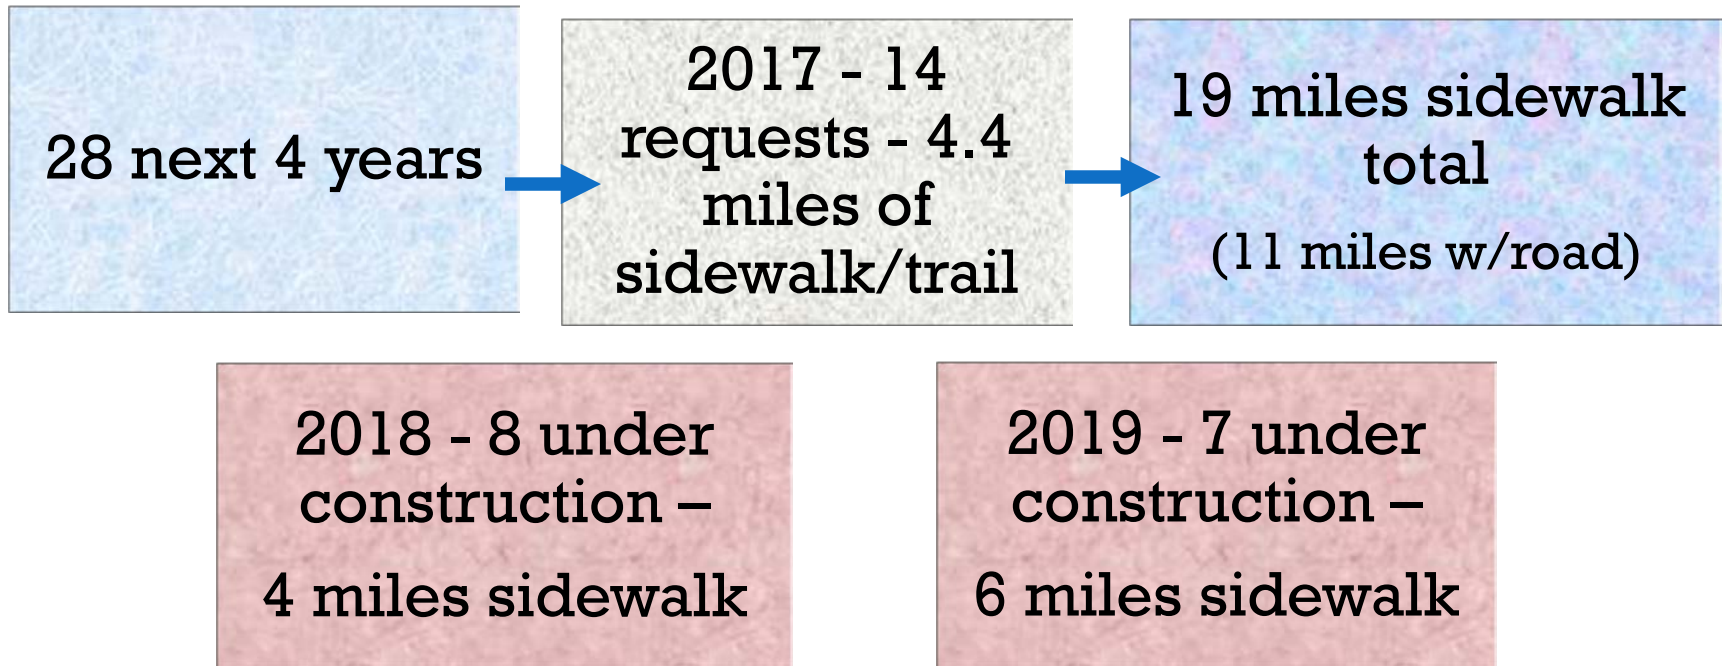 28 next 4 years
2017 - 14
requests - 4.4
miles of
sidewalk/trail
19 miles sidewalk
total
(11 miles w/road)
2018 - 8 under
construction –
4 miles sidewalk
2019 - 7 under
construction –
6 miles sidewalk